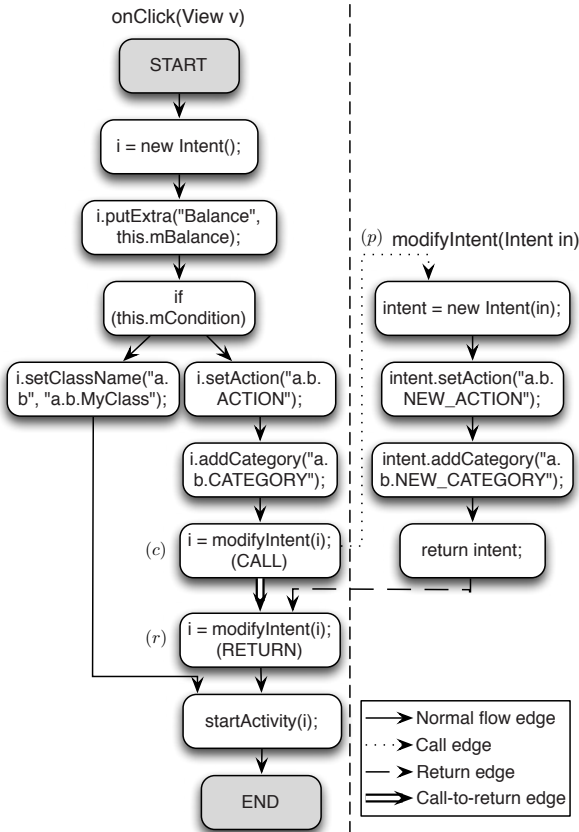 onClick(View v)
START
i = new Intent();
i.putExtra("Balance",
this.mBalance);
if
(this.mCondition)
i.setClassName("a.
b", "a.b.MyClass");
i.setAction("a.b.
ACTION");
i.addCategory("a.
b.CATEGORY");
(c)
i = modifyIntent(i);
(CALL)
(r)
i = modifyIntent(i);
(RETURN)
startActivity(i);
END
(p) modifyIntent(Intent in)
intent = new Intent(in);
intent.setAction("a.b.
NEW_ACTION");
intent.addCategory("a.
b.NEW_CATEGORY");
return intent;
Normal flow edge
Call edge
Return edge
Call-to-return edge